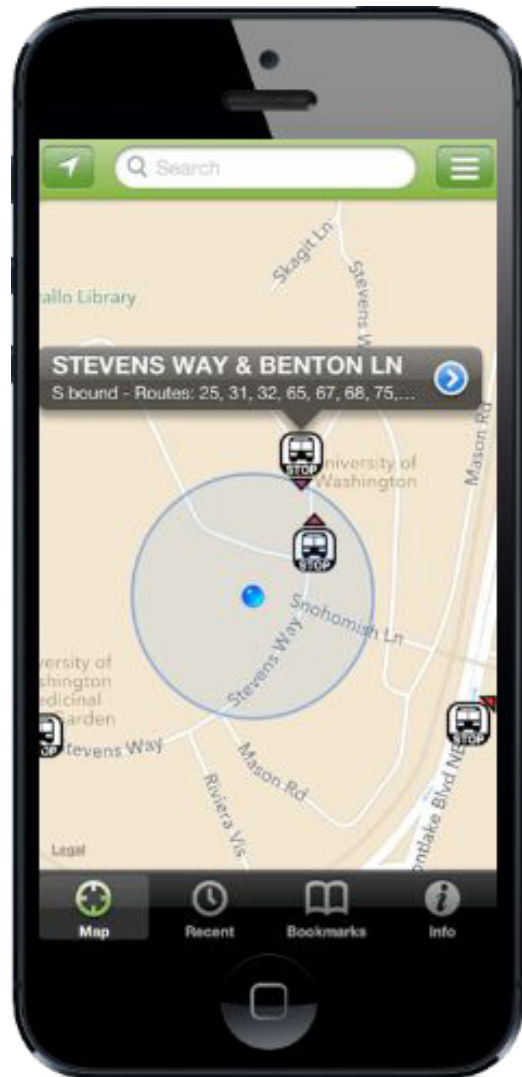 Search
Skagit Ln
Stevens W
allo Library
STEVENS WAY & BENTON LN
S bound - Routes: 25, 31, 32, 65, 67, 68, 75,...
Mason Rd
STOP
University of
Washington
STOP
Snohomish Ln
Stevens Way
versity of
shington
edicinal
Garden
STOP
Stevens Way
STOP
Mason Rd
Riviera Vis
ontlake Blvd NE
Legal
Map
Recent
Bookmarks
Info